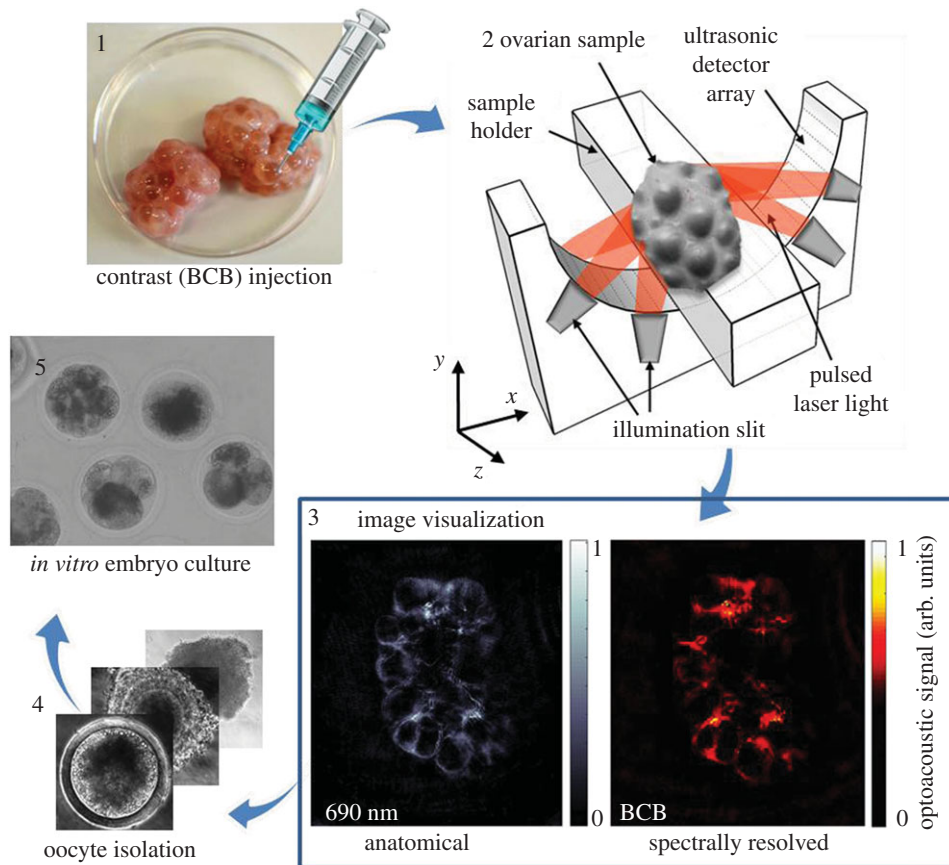 1
contrast (BCB) injection
2 ovarian sample
ultrasonic
detector
array
sample
holder
y
x
z
pulsed
laser light
illumination slit
3
image visualization
1
0
690 nm
anatomical
1
0
BCB
spectrally resolved
optoacoustic signal (arb. units)
4
oocyte isolation
5
in vitro embryo culture